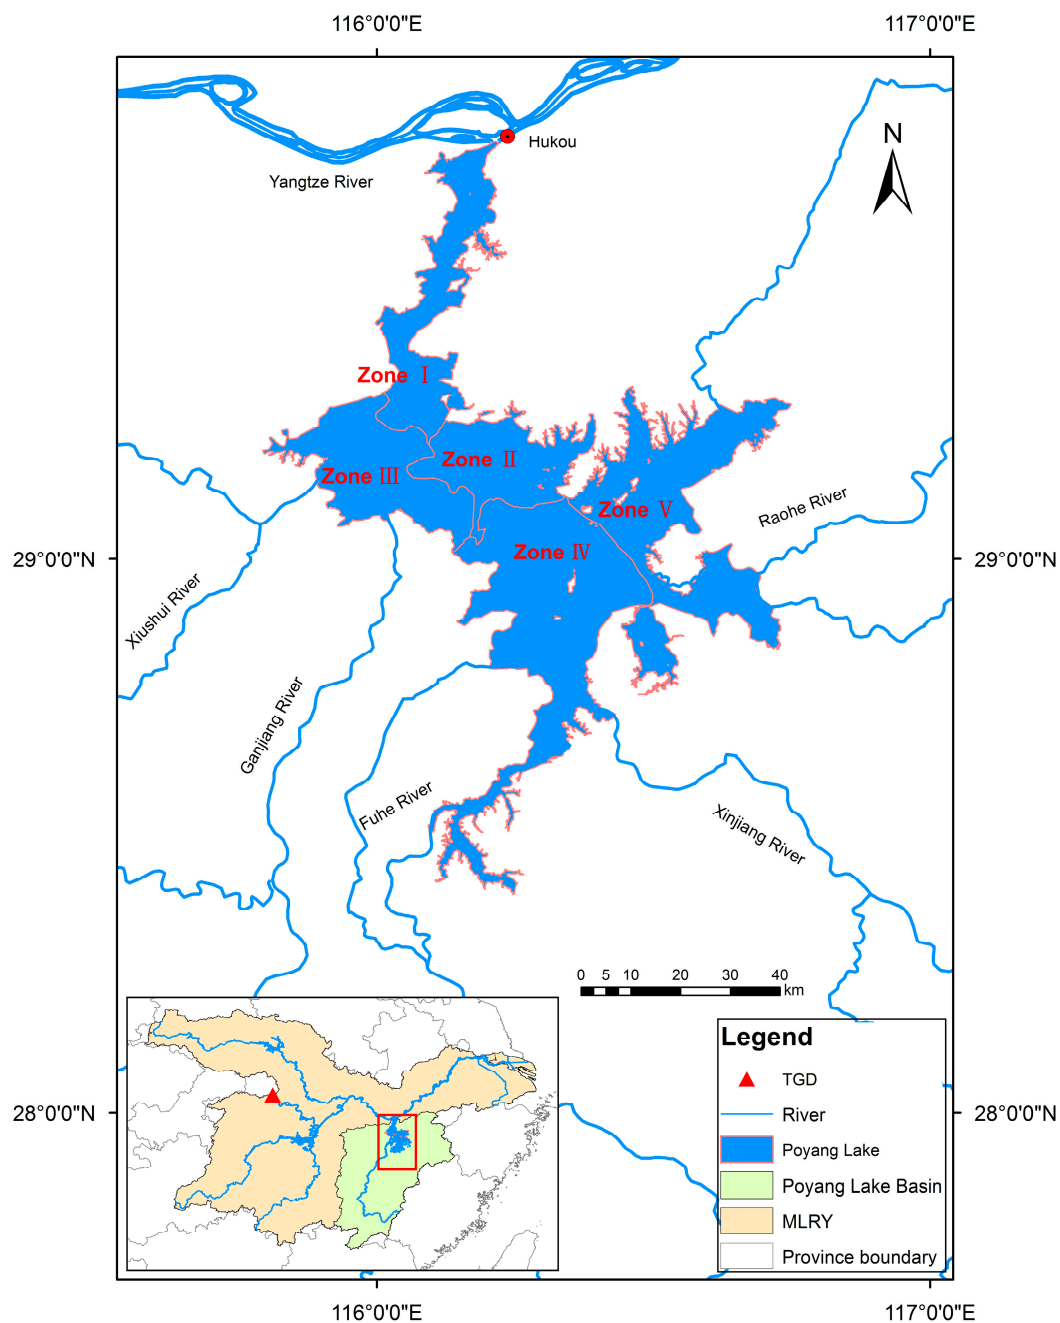 116°0'0"E 117°0'0"E
N
Hukou
Yangtze River
Zone Ⅰ
Zone Ⅱ
Zone Ⅲ
Zone Ⅴ
Raohe River
Zone Ⅳ
29°0'0"N 29°0'0"N
Xiushui River
Ganjiang River
Fuhe River
Xinjiang River
0 5 10 20 30 40
km
Legend
TGD
River
Poyang Lake
Poyang Lake Basin
MLRY
Province boundary
28°0'0"N 28°0'0"N
116°0'0"E 117°0'0"E